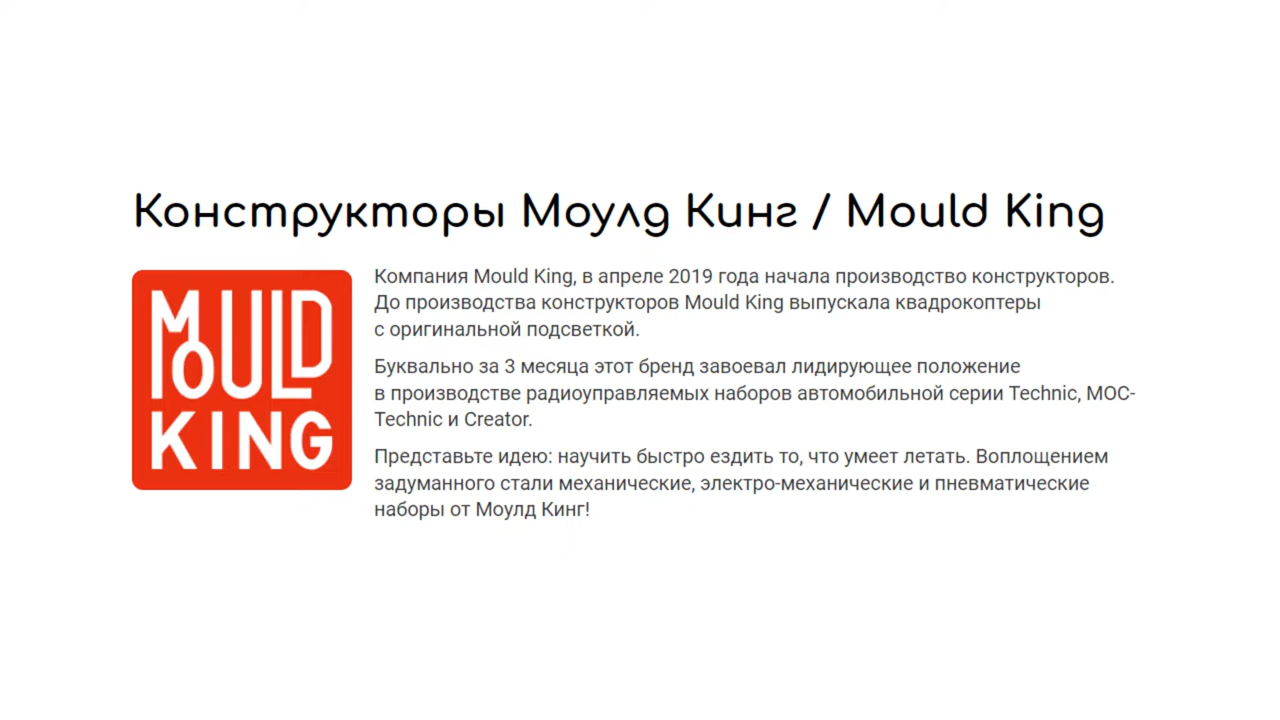 Конструкторы Моулд Кинг / Mould King
MOULD
KING
Компания Mould King, в апреле 2019 года начала производство конструкторов.
До производства конструкторов Mould King выпускала квадрокоптеры
с оригинальной подсветкой.
Буквально за 3 месяца этот бренд завоевал лидирующее положение
в производстве радиоуправляемых наборов автомобильной серии Technic, MOC-
Technic и Creator.
Представьте идею: научить быстро ездить то, что умеет летать. Воплощением
задуманного стали механические, электро-механические и пневматические
наборы от Моулд Кинг!